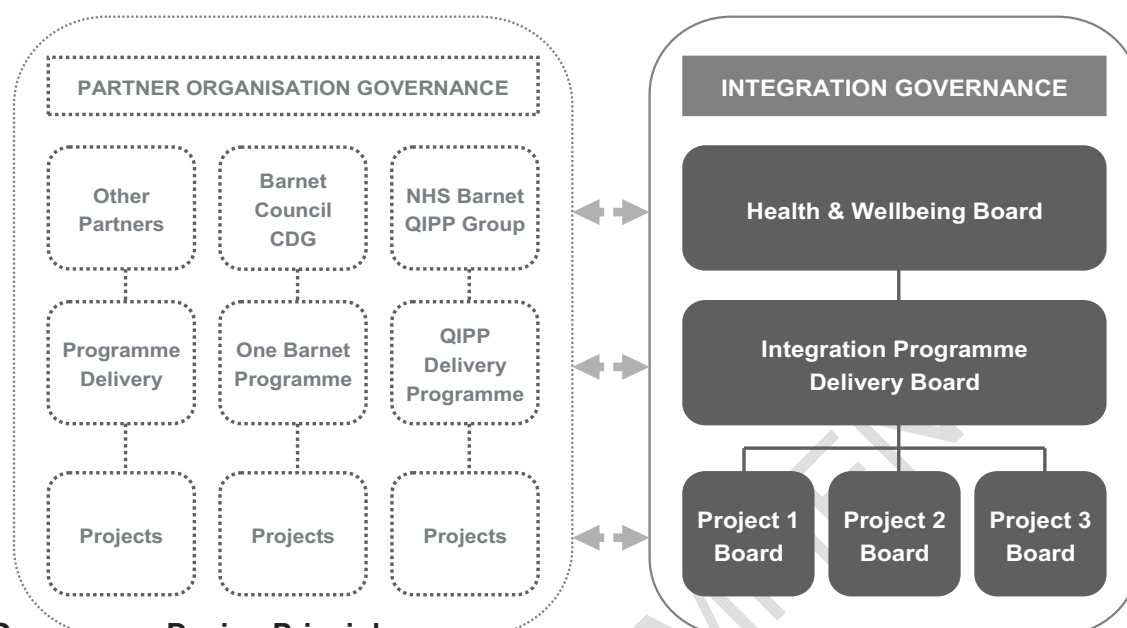 PARTNER ORGANISATION GOVERNANCE
Other
Partners
Barnet
Council
CDG
NHS Barnet
QIPP Group
Programme
Delivery
One Barnet
Programme
QIPP
Delivery
Programme
Projects
Projects
Projects
INTEGRATION GOVERNANCE
Health & Wellbeing Board
Integration Programme
Delivery Board
Project 1
Board
Project 2
Board
Project 3
Board